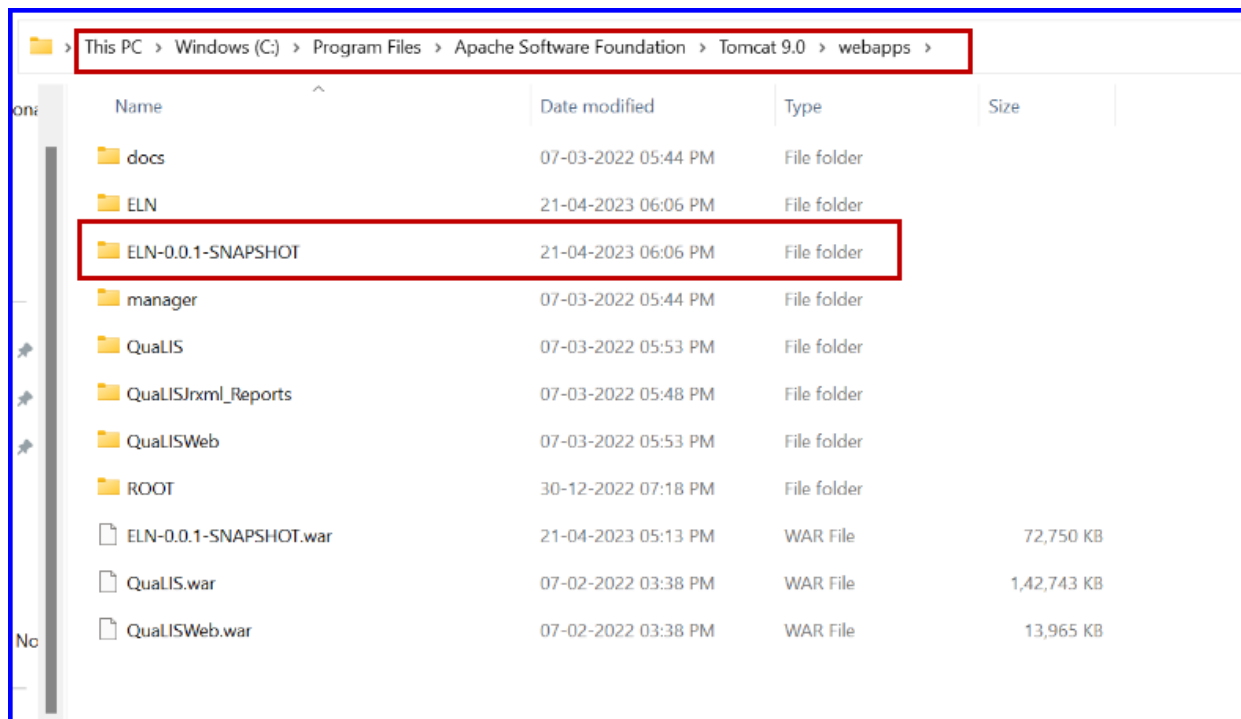 This PC > Windows (C:) > Program Files > Apache Software Foundation > Tomcat 9.0 > webapps >
Name Date modified Type Size
docs 07-03-2022 05:44 PM File folder
ELN 21-04-2023 06:06 PM File folder
ELN-0.0.1-SNAPSHOT 21-04-2023 06:06 PM File folder
manager 07-03-2022 05:44 PM File folder
QuaLIS 07-03-2022 05:53 PM File folder
QuaLISJrxml_Reports 07-03-2022 05:48 PM File folder
QuaLISWeb 07-03-2022 05:53 PM File folder
ROOT 30-12-2022 07:18 PM File folder
ELN-0.0.1-SNAPSHOT.war 21-04-2023 05:13 PM WAR File 72,750 KB
QuaLIS.war 07-02-2022 03:38 PM WAR File 1,42,743 KB
QuaLISWeb.war 07-02-2022 03:38 PM WAR File 13,965 KB
No